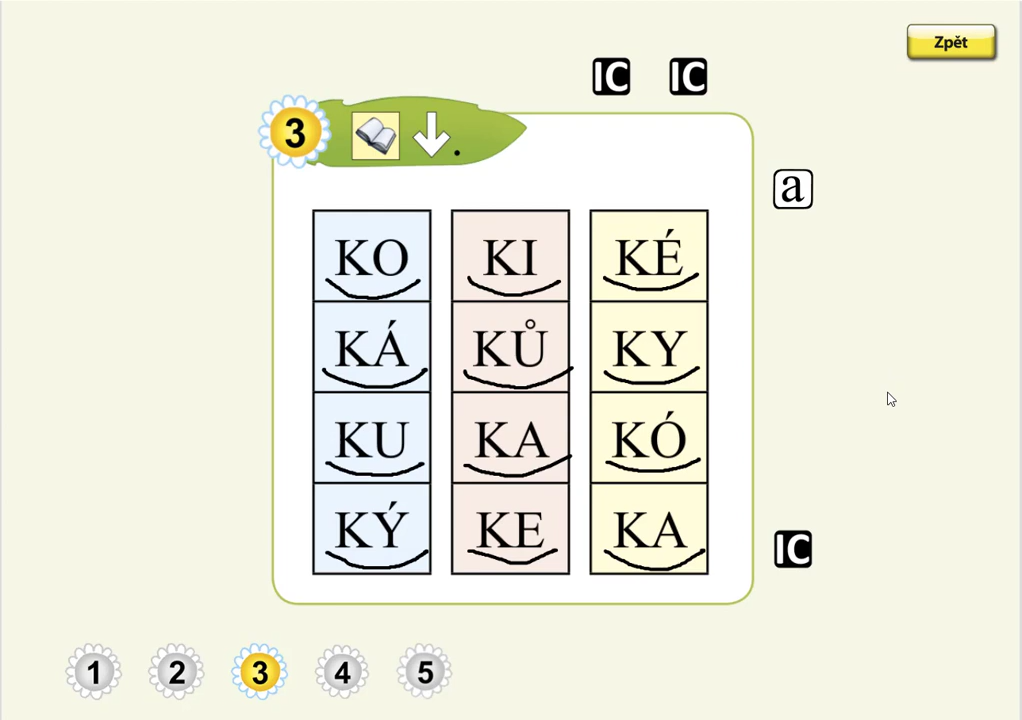 Zpět
IC IC
3 .
a
KO KI KÉ
KÁ KŮ KY
KU KA KÓ
KÝ KE KA
IC
1 2 3 4 5